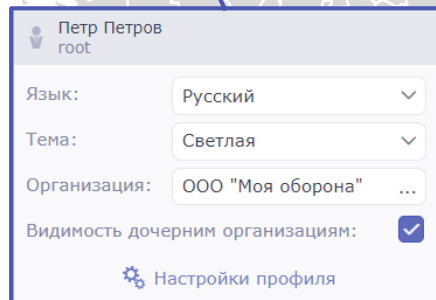 Петр Петров
root
Язык: Русский
Тема: Светлая
Организация: ООО "Моя оборона" ...
Видимость дочерним организациям:
Настройки профиля